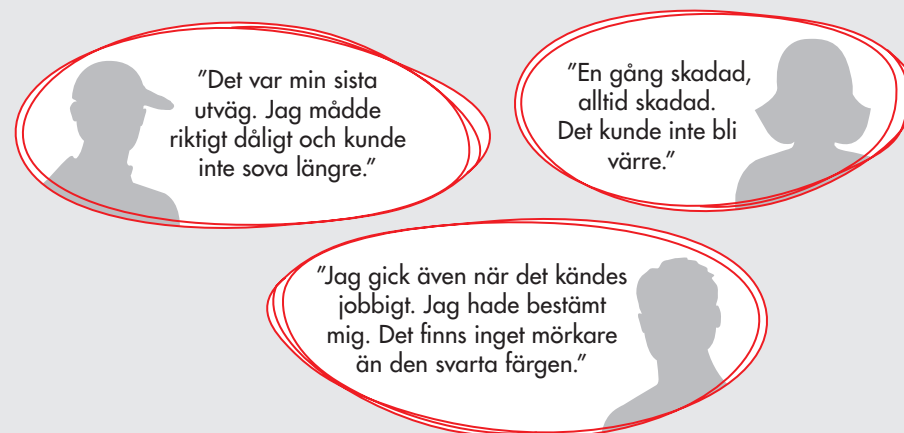 ”Det var min sista
utväg. Jag mådde
riktigt dåligt och kunde
inte sova längre.”
”En gång skadad,
alltid skadad.
Det kunde inte bli
värre.”
”Jag gick även när det kändes
jobbigt. Jag hade bestämt
mig. Det finns inget mörkare
än den svarta färgen.”